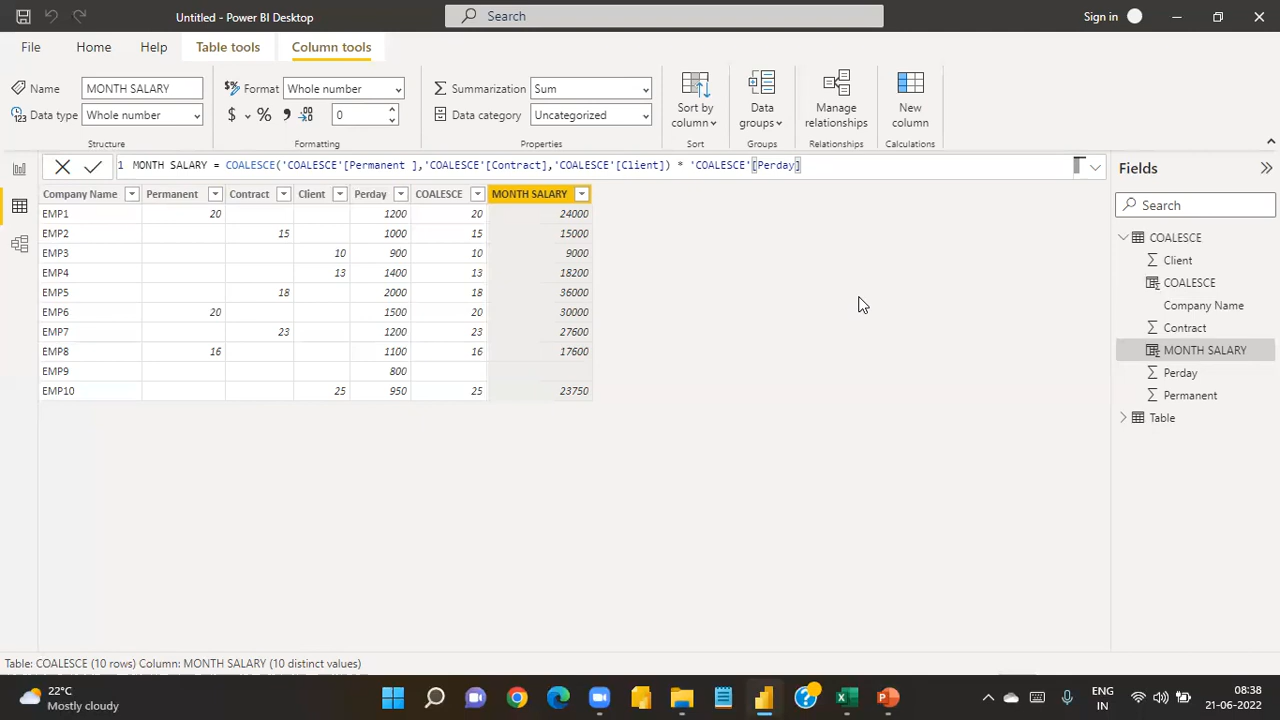 Untitled - Power BI Desktop
Search
Sign in
File
Home
Help
Table tools
Column tools
Name
MONTH SALARY
Format
Whole number
Summarization
Sum
Data type
Whole number
$
%
0
Data category
Uncategorized
Sort by
column
Data
groups
Manage
relationships
New
column
Structure
Formatting
Properties
Sort
Groups
Relationships
Calculations
1 MONTH SALARY = COALESCE('COALESCE'[Permanent ],'COALESCE'[Contract],'COALESCE'[Client]) * 'COALESCE'[Perday]
Company Name Permanent Contract Client Perday COALESCE MONTH SALARY
EMP1 20 1200 20 24000
EMP2 15 1000 15 15000
EMP3 10 900 10 9000
EMP4 13 1400 13 18200
EMP5 18 2000 18 36000
EMP6 20 1500 20 30000
EMP7 23 1200 23 27600
EMP8 16 1100 16 17600
EMP9 800
EMP10 25 950 25 23750
Fields
Search
COALESCE
Client
COALESCE
Company Name
Contract
MONTH SALARY
Perday
Permanent
Table
Table: COALESCE (10 rows) Column: MONTH SALARY (10 distinct values)
22°C
Mostly cloudy
ENG
IN
08:38
21-06-2022